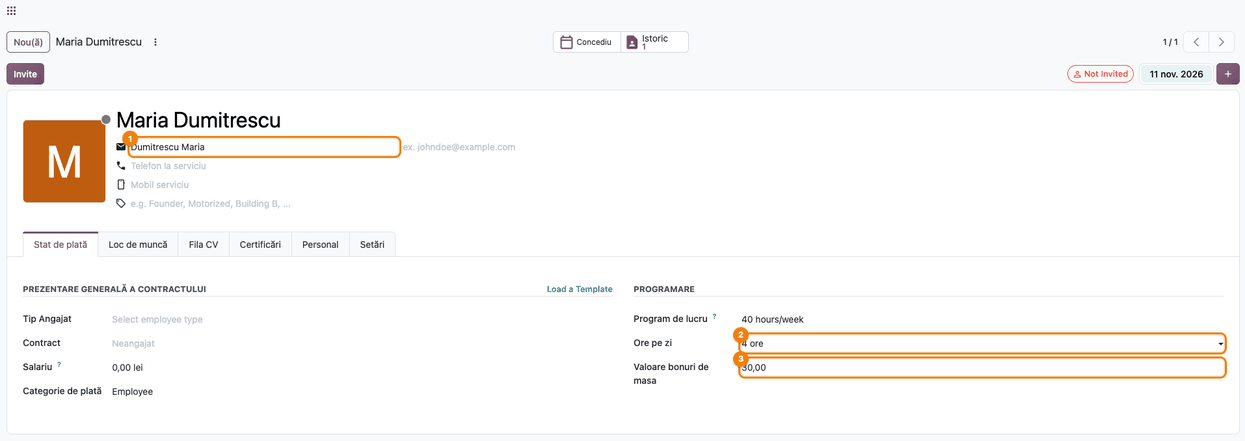 Nou(ă) Maria Dumitrescu Concediu Istoric 1 1 / 1
Invite Not Invited 11 nov. 2026 +
M
Maria Dumitrescu
1
Dumitrescu Maria ex. johndoe@example.com
Telefon la serviciu
Mobil serviciu
e.g. Founder, Motorized, Building B, ...
Stat de plată Loc de muncă Fila CV Certificări Personal Setări
PREZENTARE GENERALĂ A CONTRACTULUI Load a Template PROGRAMARE
Tip Angajat Select employee type Program de lucru ? 40 hours/week
2
Contract Neangajat Ore pe zi 4 ore
3
Salariu ? 0,00 lei Valoare bonuri de masa 30,00
Categorie de plată Employee